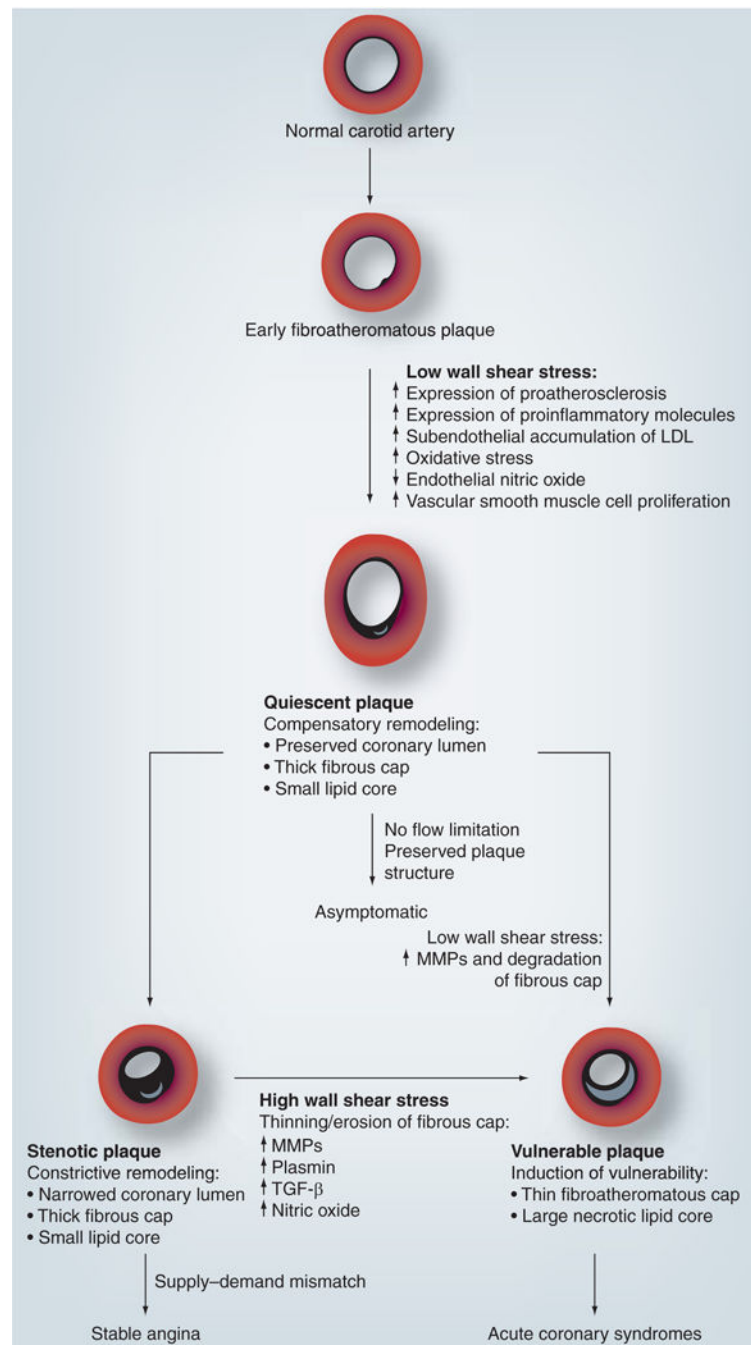 Normal carotid artery
Early fibroatheromatous plaque
Low wall shear stress:
↑ Expression of proatherosclerosis
↑ Expression of proinflammatory molecules
↑ Subendothelial accumulation of LDL
↑ Oxidative stress
↓ Endothelial nitric oxide
↑ Vascular smooth muscle cell proliferation
Quiescent plaque
Compensatory remodeling:
• Preserved coronary lumen
• Thick fibrous cap
• Small lipid core
No flow limitation
Preserved plaque
structure
Asymptomatic
Low wall shear stress:
↑ MMPs and degradation
of fibrous cap
High wall shear stress
Thinning/erosion of fibrous cap:
↑ MMPs
↑ Plasmin
↑ TGF-β
↑ Nitric oxide
Stenotic plaque
Constrictive remodeling:
• Narrowed coronary lumen
• Thick fibrous cap
• Small lipid core
Vulnerable plaque
Induction of vulnerability:
• Thin fibroatheromatous cap
• Large necrotic lipid core
Supply–demand mismatch
Stable angina
Acute coronary syndromes